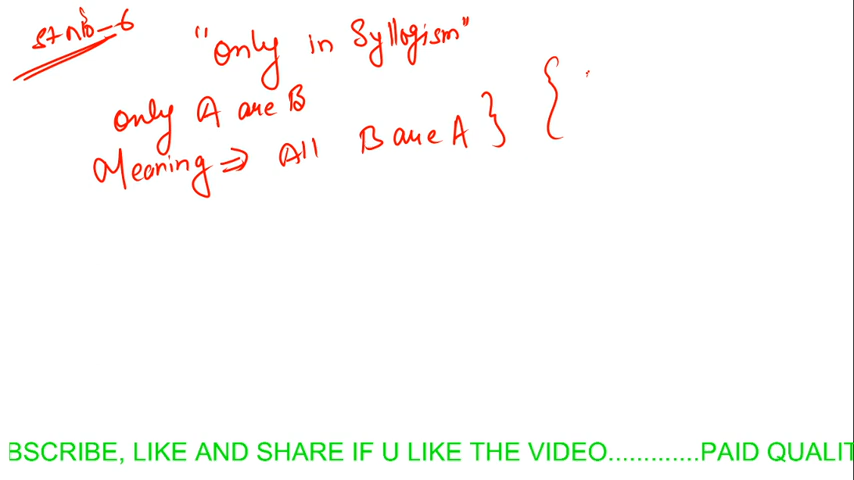 "Only in Syllogism"
Only A are B
Meaning ⇒ All B are A } {
BSCRIBE, LIKE AND SHARE IF U LIKE THE VIDEO.............PAID QUALIT